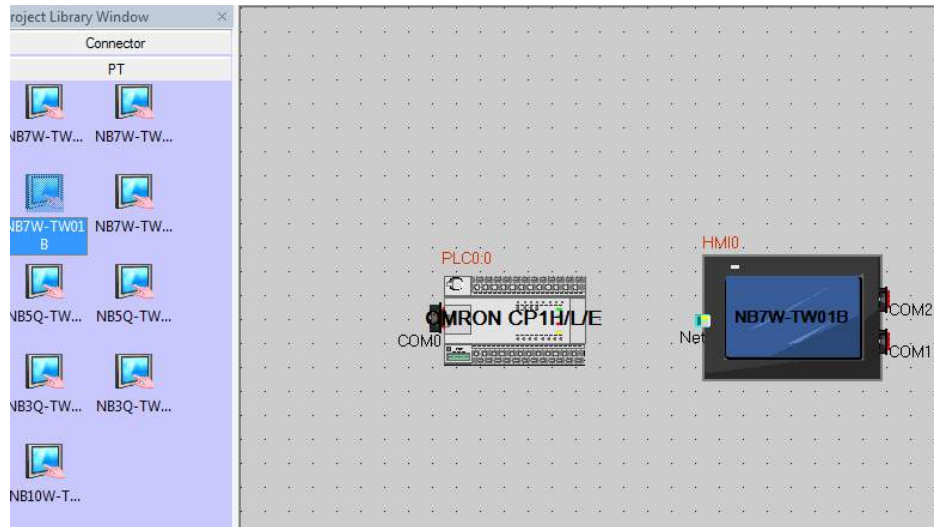 roject Library Window
Connector
PT
NB7W-TW... NB7W-TW...
NB7W-TW01
B
NB7W-TW...
NB5Q-TW... NB5Q-TW...
NB3Q-TW... NB3Q-TW...
NB10W-T...
PLC0:0
OMRON CP1H/L/E
COM0
HMI0
NB7W-TW01B
Net
COM2
COM1